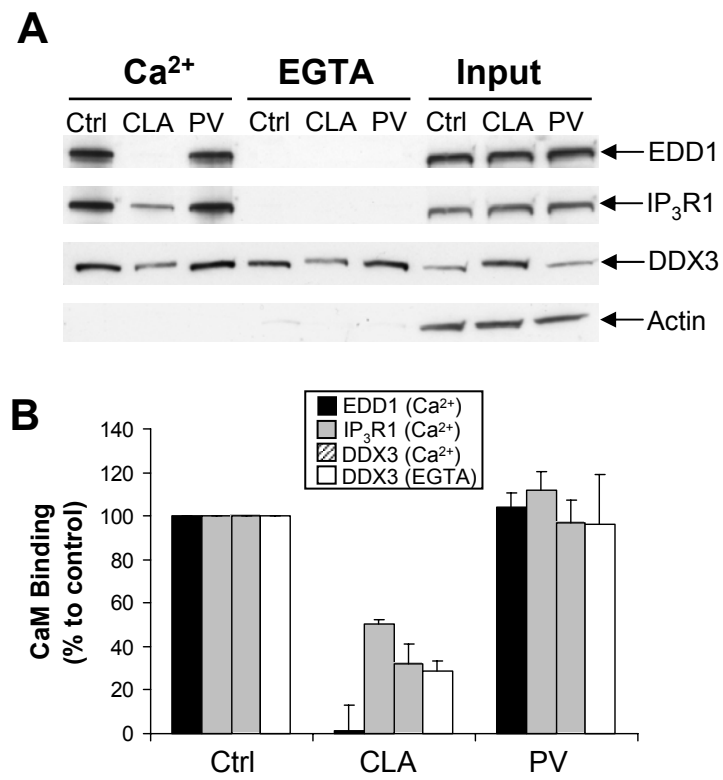 A
Ca²⁺ EGTA Input
Ctrl CLA PV Ctrl CLA PV Ctrl CLA PV
EDD1
IP₃R1
DDX3
Actin
B
EDD1 (Ca²⁺)
IP₃R1 (Ca²⁺)
DDX3 (Ca²⁺)
DDX3 (EGTA)
CaM Binding
(% to control)
140
120
100
80
60
40
20
0
Ctrl CLA PV